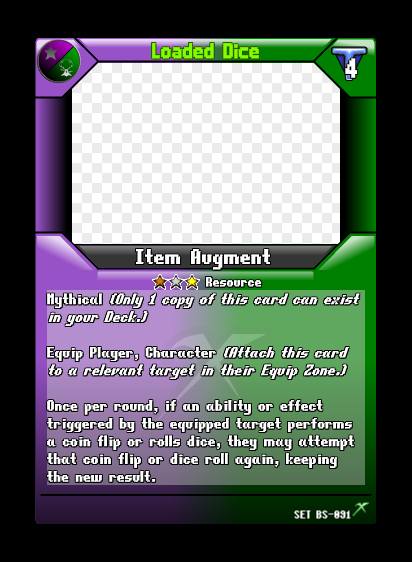 Loaded Dice
4
Item Augment
Resource
Mythical (Only 1 copy of this card can exist
in your Deck.)
Equip Player, Character (Attach this card
to a relevant target in their Equip Zone.)
Once per round, if an ability or effect
triggered by the equipped target performs
a coin flip or rolls dice, they may attempt
that coin flip or dice roll again, keeping
the new result.
SET BS-091